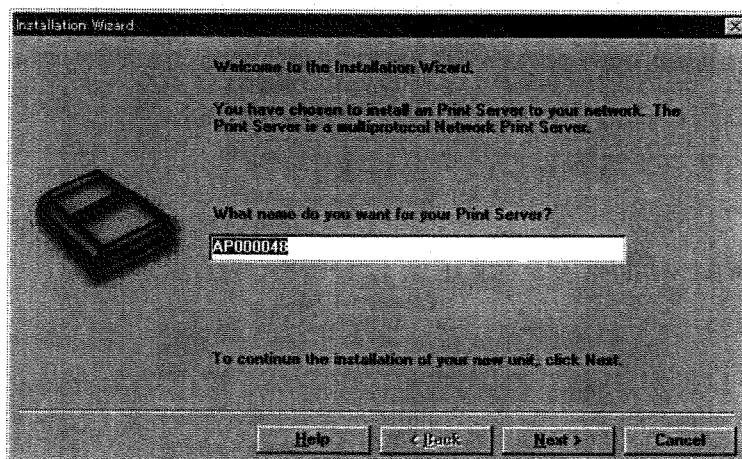 Installation Wizard
Welcome to the Installation Wizard.
You have chosen to install an Print Server to your network. The
Print Server is a multiprotocol Network Print Server.
What name do you want for your Print Server?
AP000048
To continue the installation of your new unit, click Next.
Help
< Back
Next >
Cancel